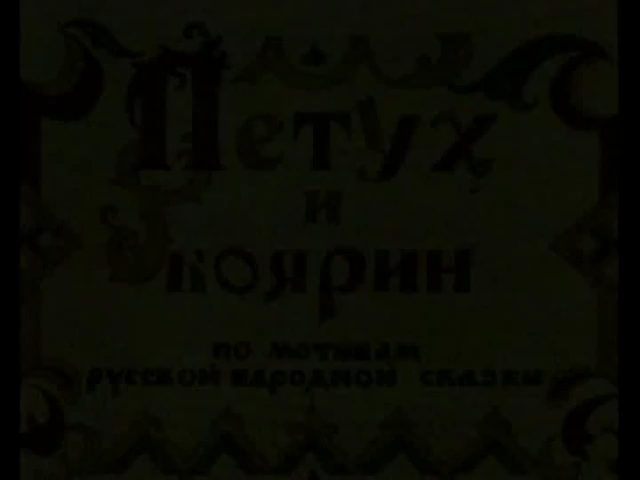 Петух
и
боярин
по мотивам
русской народной сказки